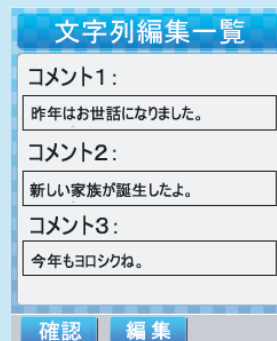 文字列編集一覧
コメント1:
昨年はお世話になりました。
コメント2:
新しい家族が誕生したよ。
コメント3:
今年もヨロシクね。
確認 編集